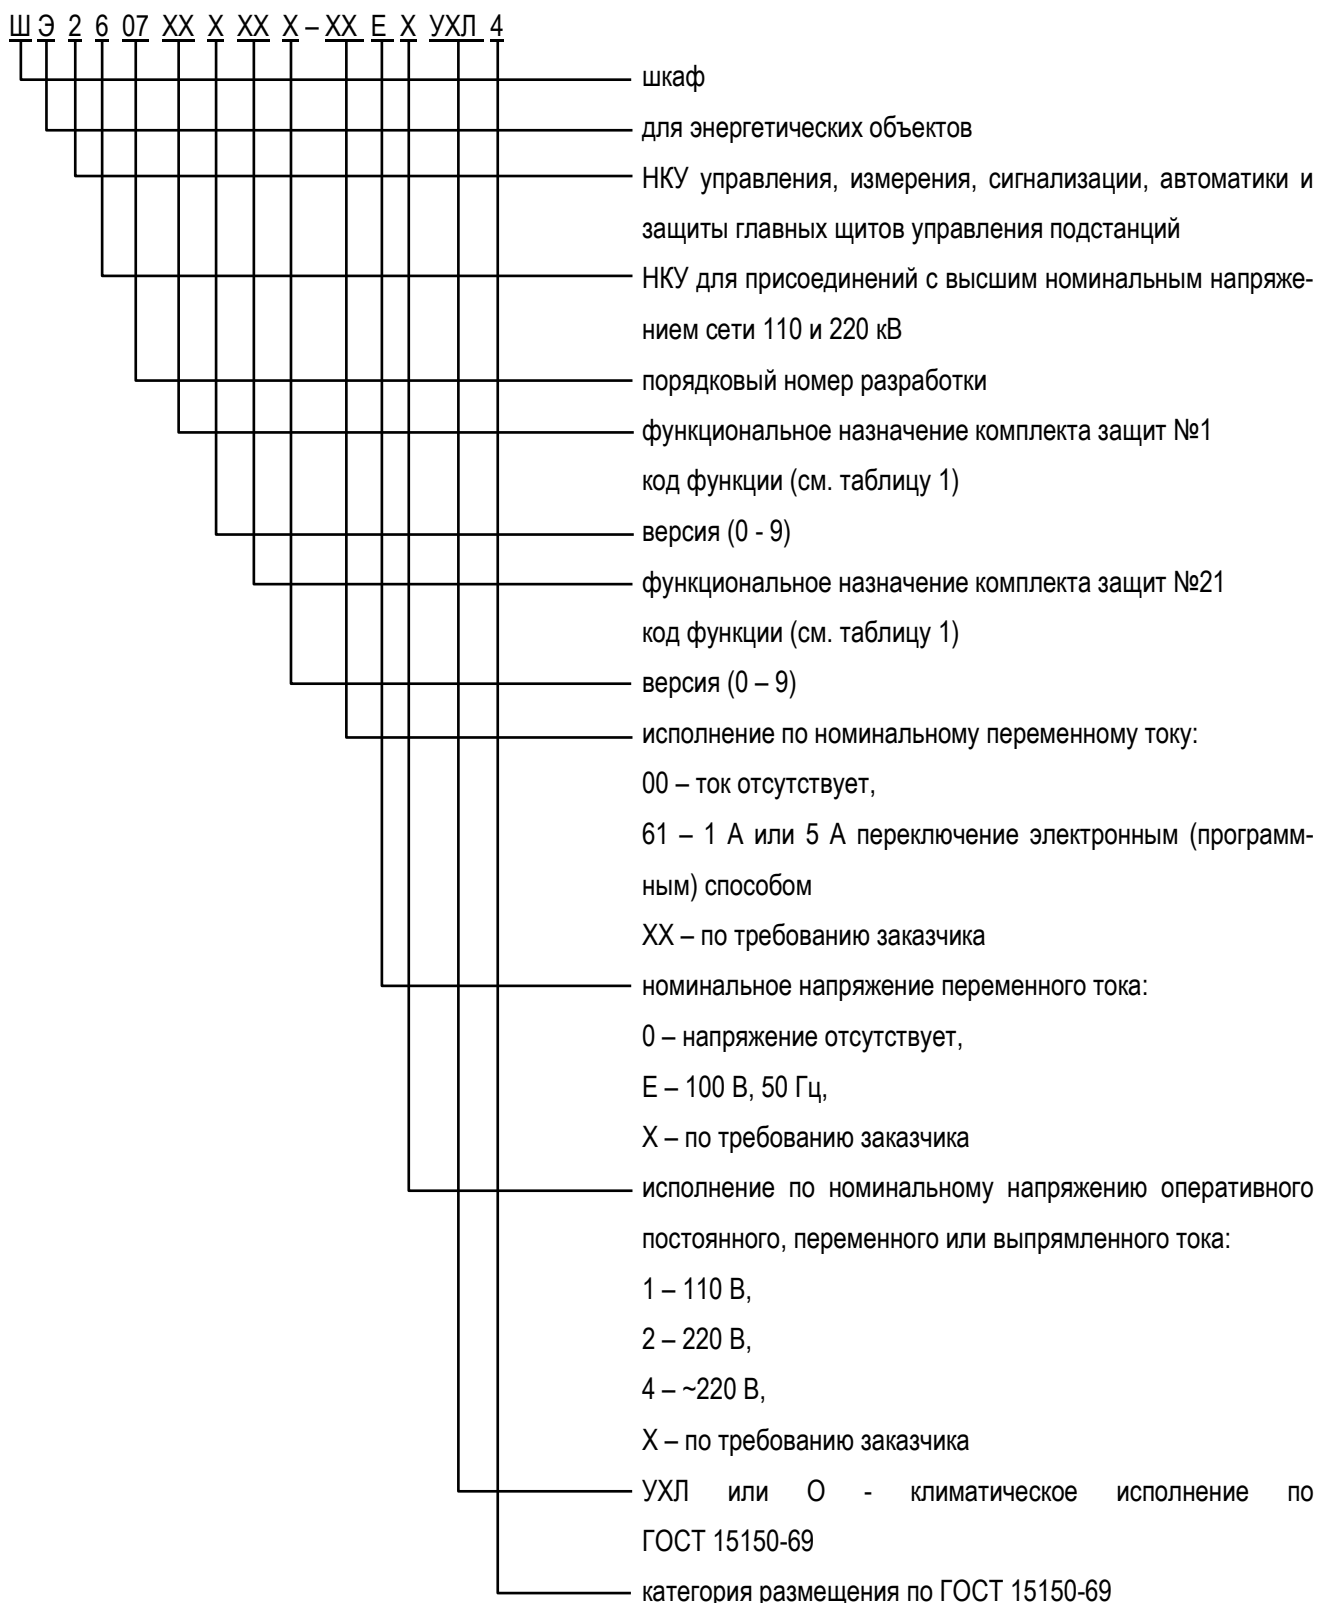 ШЭ2607 ХХ Х ХХ Х – ХХ Е Х УХЛ 4
шкаф
для энергетических объектов
НКУ управления, измерения, сигнализации, автоматики и
защиты главных щитов управления подстанций
НКУ для присоединений с высшим номинальным напряже-
нием сети 110 и 220 кВ
порядковый номер разработки
функциональное назначение комплекта защит №1
код функции (см. таблицу 1)
версия (0 - 9)
функциональное назначение комплекта защит №21
код функции (см. таблицу 1)
версия (0 – 9)
исполнение по номинальному переменному току:
00 – ток отсутствует,
61 – 1 А или 5 А переключение электронным (программ-
ным) способом
ХХ – по требованию заказчика
номинальное напряжение переменного тока:
0 – напряжение отсутствует,
Е – 100 В, 50 Гц,
Х – по требованию заказчика
исполнение по номинальному напряжению оперативного
постоянного, переменного или выпрямленного тока:
1 – 110 В,
2 – 220 В,
4 – ~220 В,
Х – по требованию заказчика
УХЛ или О - климатическое исполнение по
ГОСТ 15150-69
категория размещения по ГОСТ 15150-69